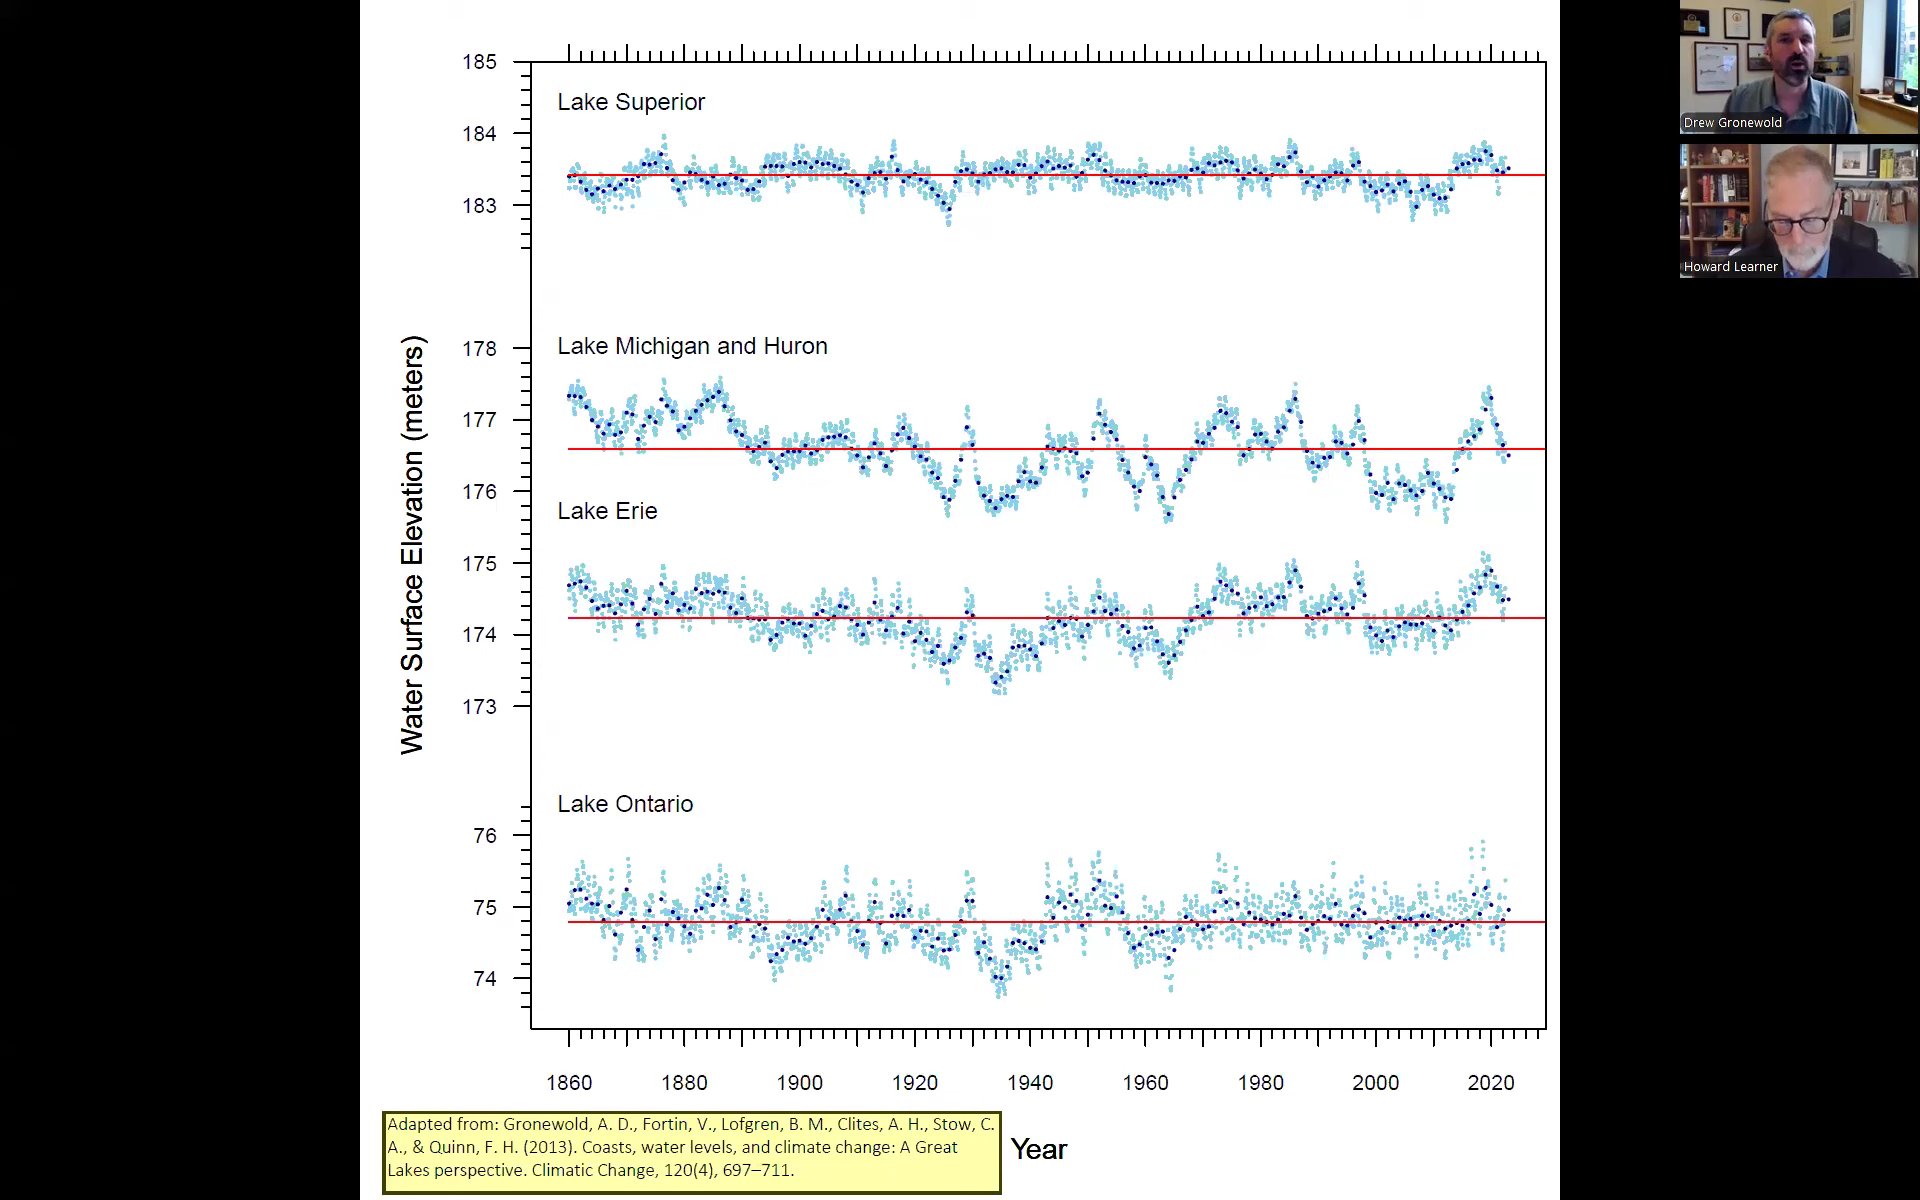 185
Lake Superior
184
183
178
Lake Michigan and Huron
177
176
Lake Erie
175
174
173
Lake Ontario
76
75
74
Water Surface Elevation (meters)
1860 1880 1900 1920 1940 1960 1980 2000 2020
Year
Adapted from: Gronewold, A. D., Fortin, V., Lofgren, B. M., Clites, A. H., Stow, C.
A., & Quinn, F. H. (2013). Coasts, water levels, and climate change: A Great
Lakes perspective. Climatic Change, 120(4), 697–711.
Drew Gronewold
Howard Learner